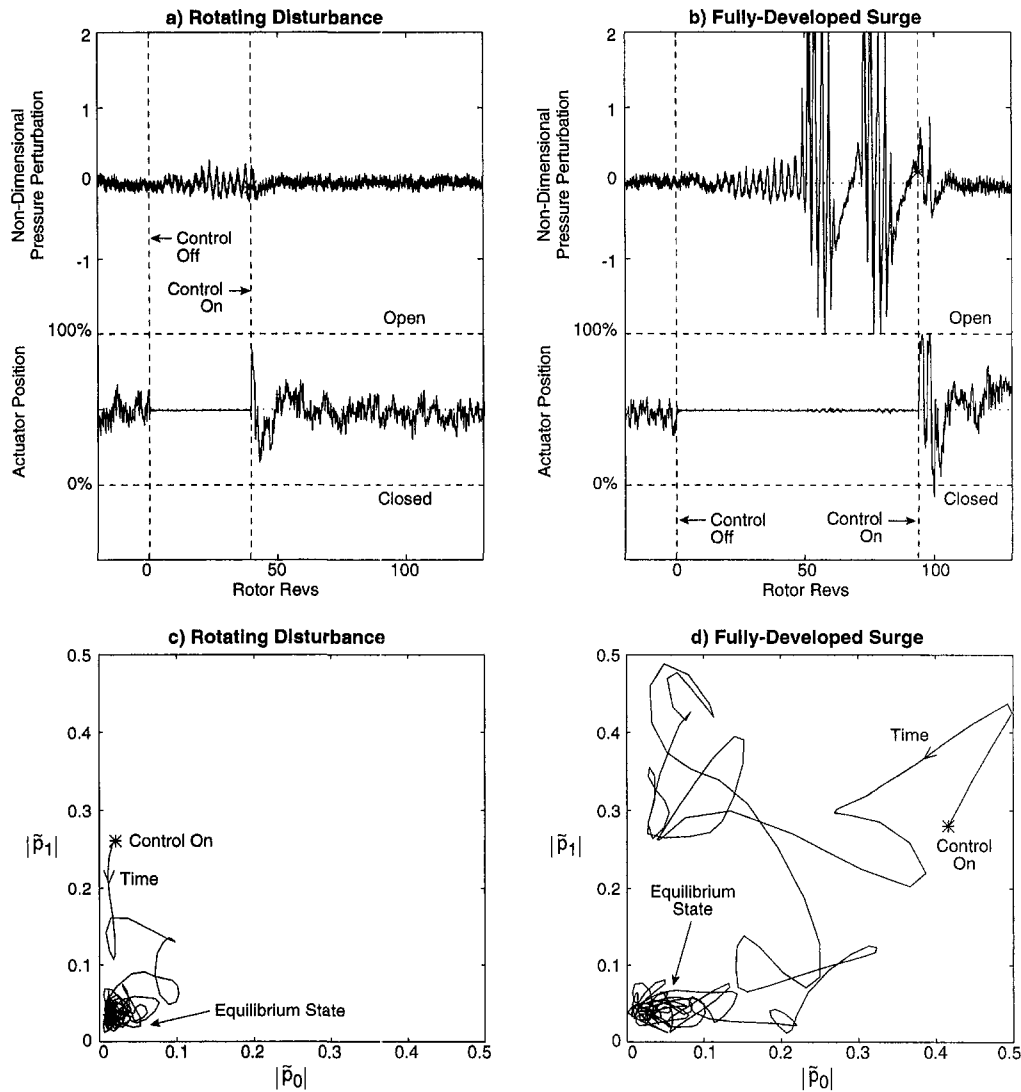 a) Rotating Disturbance
Non-Dimensional
Pressure Perturbation
2
1
0
-1
Control
Off
Control
On
Open
100%
Actuator Position
0%
Closed
0
50
100
Rotor Revs
b) Fully-Developed Surge
Non-Dimensional
Pressure Perturbation
2
1
0
-1
Open
100%
Actuator Position
0%
Closed
Control
Off
Control
On
0
50
100
Rotor Revs
c) Rotating Disturbance
0.5
0.4
0.3
|p̃₁|
0.2
0.1
0
Control On
Time
Equilibrium State
0
0.1
0.2
0.3
0.4
0.5
|p̃₀|
d) Fully-Developed Surge
0.5
0.4
0.3
|p̃₁|
0.2
0.1
0
Time
Control
On
Equilibrium
State
0
0.1
0.2
0.3
0.4
0.5
|p̃₀|